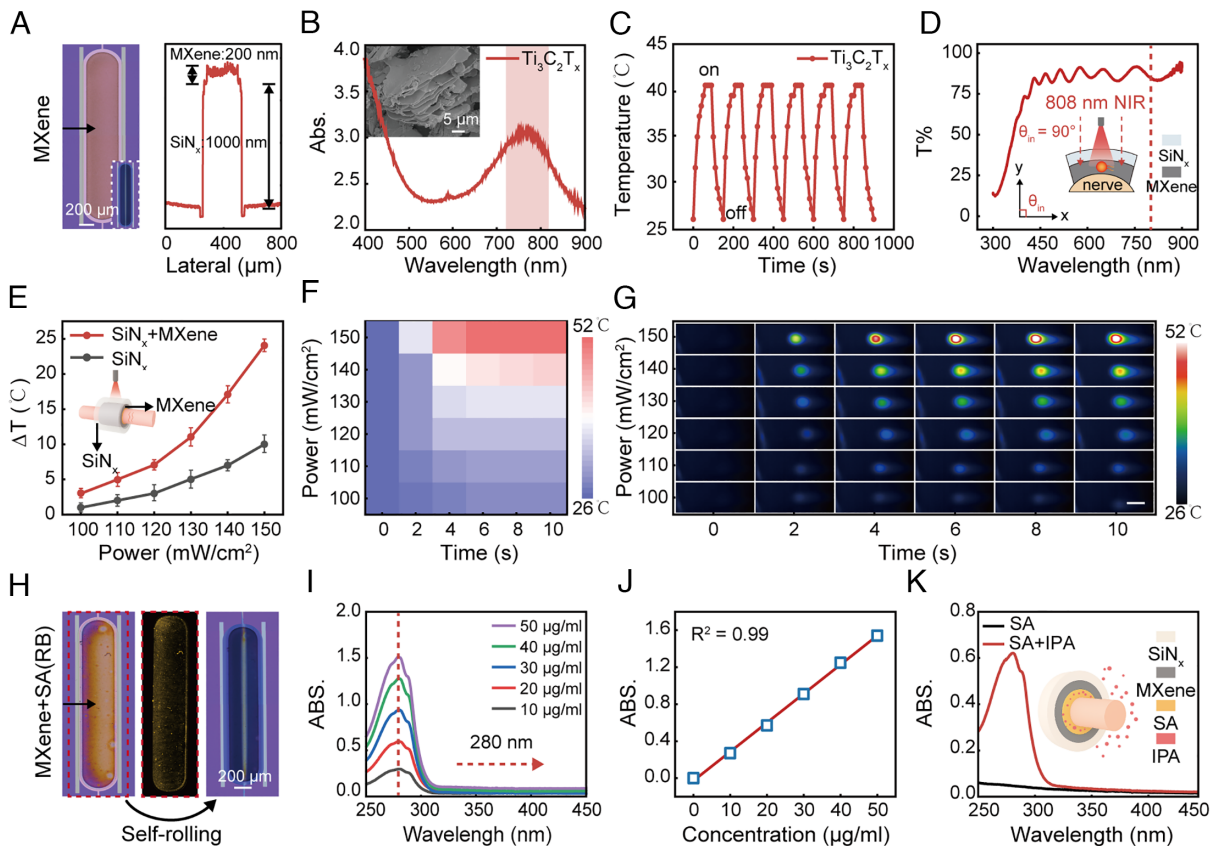 A
MXene
200 μm
MXene:200 nm
SiNx:1000 nm
0 400 800
Lateral (μm)
B
4.0
3.5
3.0
2.5
2.0
Abs.
Ti3C2Tx
5 μm
400 500 600 700 800 900
Wavelength (nm)
C
45
40
35
30
25
Temperature (℃)
Ti3C2Tx
on
off
0 200 400 600 800 1000
Time (s)
D
100
75
50
25
0
T%
808 nm NIR
θin = 90°
SiNx
MXene
nerve
y
θin
x
300 450 600 750 900
Wavelength (nm)
E
25
20
15
10
5
0
ΔT (℃)
SiNx+MXene
SiNx
MXene
SiNx
100 110 120 130 140 150
Power (mW/cm2)
F
150
140
130
120
110
100
Power (mW/cm2)
52℃
26℃
0 2 4 6 8 10
Time (s)
G
150
140
130
120
110
100
Power (mW/cm2)
52℃
26℃
0 2 4 6 8 10
Time (s)
H
MXene+SA(RB)
200 μm
Self-rolling
I
2.0
1.5
1.0
0.5
0.0
ABS.
50 μg/ml
40 μg/ml
30 μg/ml
20 μg/ml
10 μg/ml
280 nm
250 300 350 400 450
Wavelength (nm)
J
1.6
1.2
0.8
0.4
0.0
ABS.
R2 = 0.99
0 10 20 30 40 50
Concentration (μg/ml)
K
0.8
0.6
0.4
0.2
0.0
ABS.
SA
SA+IPA
SiNx
MXene
SA
IPA
250 300 350 400 450
Wavelength (nm)